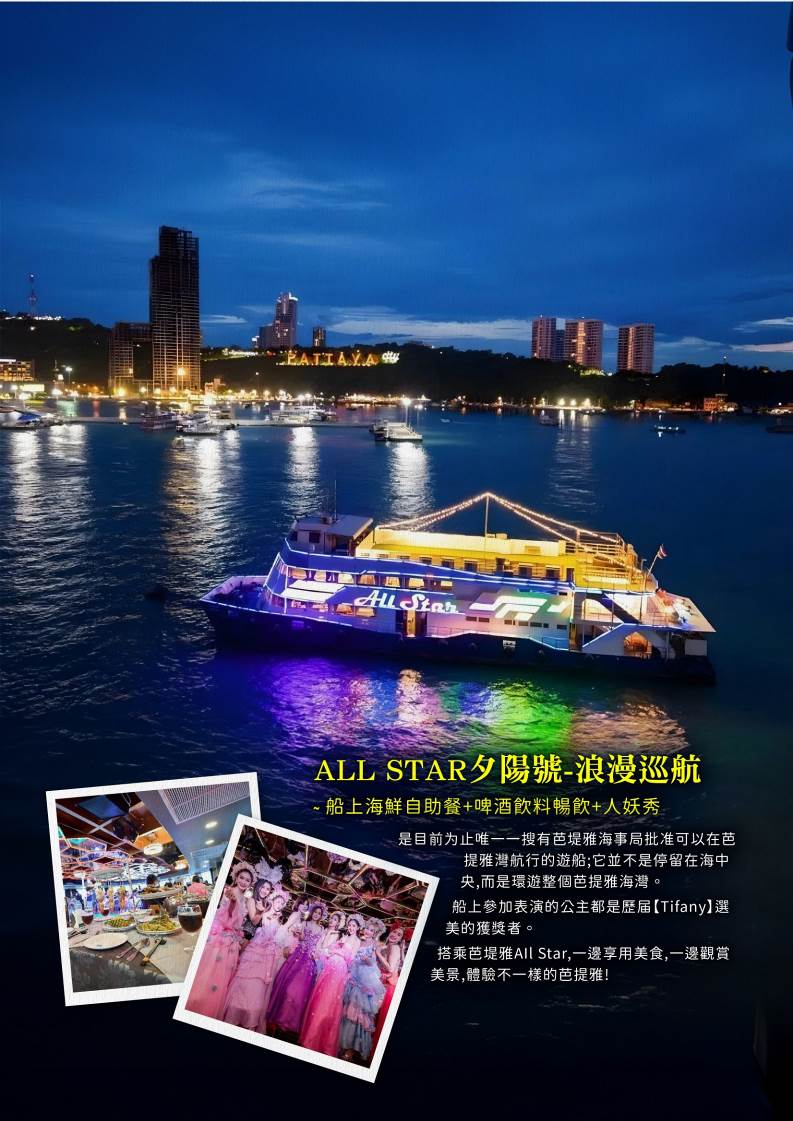 PATTAYA city
All Star
ALL STAR夕陽號-浪漫巡航
~ 船上海鮮自助餐+啤酒飲料暢飲+人妖秀
是目前为止唯一一搜有芭堤雅海事局批准可以在芭
提雅灣航行的遊船;它並不是停留在海中
央,而是環遊整個芭提雅海灣。
船上參加表演的公主都是歷届【Tifany】選
美的獲獎者。
搭乘芭堤雅All Star,一邊享用美食,一邊觀賞
美景,體驗不一樣的芭提雅!